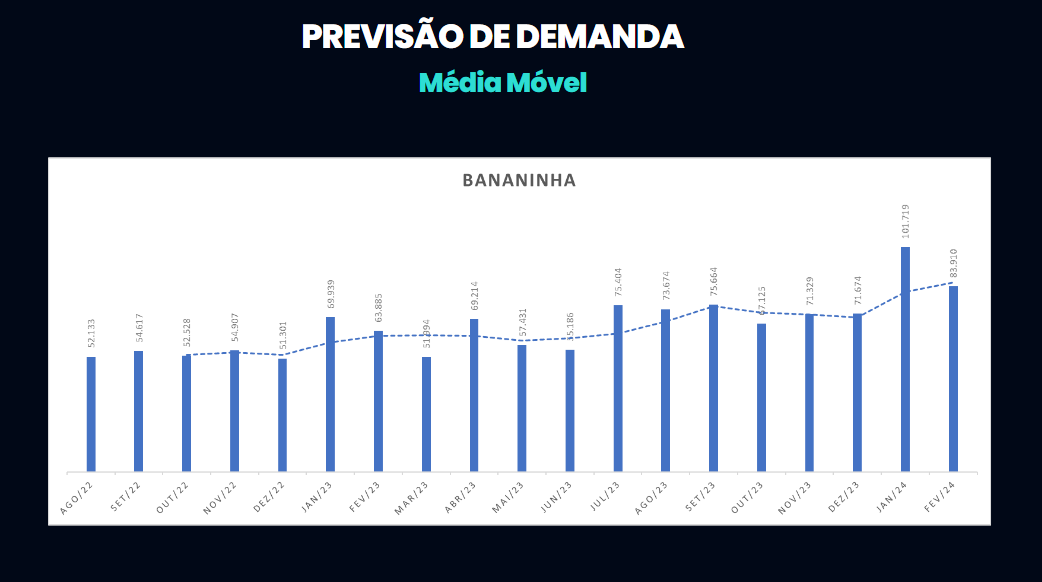 PREVISÃO DE DEMANDA
Média Móvel
BANANINHA
52.133
54.617
52.528
54.907
51.301
69.939
63.885
51.994
69.214
57.431
55.186
75.404
73.674
75.664
67.125
71.329
71.674
101.719
83.910
AGO/22
SET/22
OUT/22
NOV/22
DEZ/22
JAN/23
FEV/23
MAR/23
ABR/23
MAI/23
JUN/23
JUL/23
AGO/23
SET/23
OUT/23
NOV/23
DEZ/23
JAN/24
FEV/24